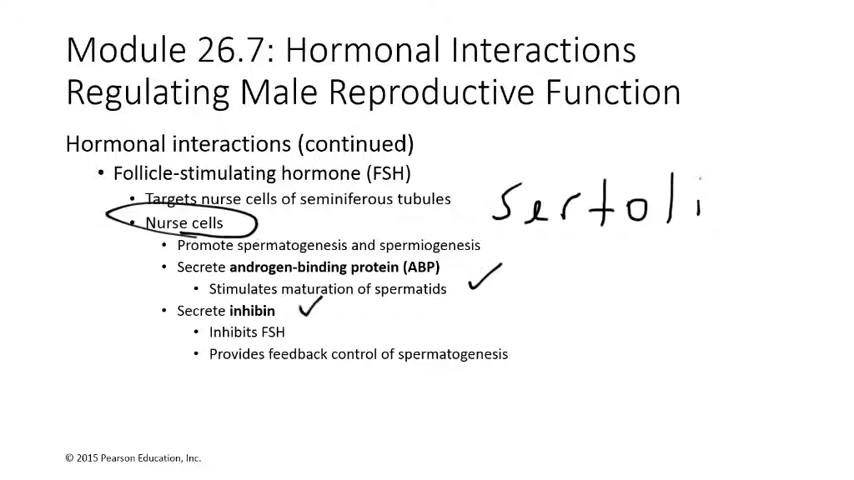 Module 26.7: Hormonal Interactions
Regulating Male Reproductive Function
Hormonal interactions (continued)
• Follicle-stimulating hormone (FSH)
• Targets nurse cells of seminiferous tubules
• Nurse cells
sertoli
• Promote spermatogenesis and spermiogenesis
• Secrete androgen-binding protein (ABP)
• Stimulates maturation of spermatids
• Secrete inhibin
• Inhibits FSH
• Provides feedback control of spermatogenesis
© 2015 Pearson Education, Inc.